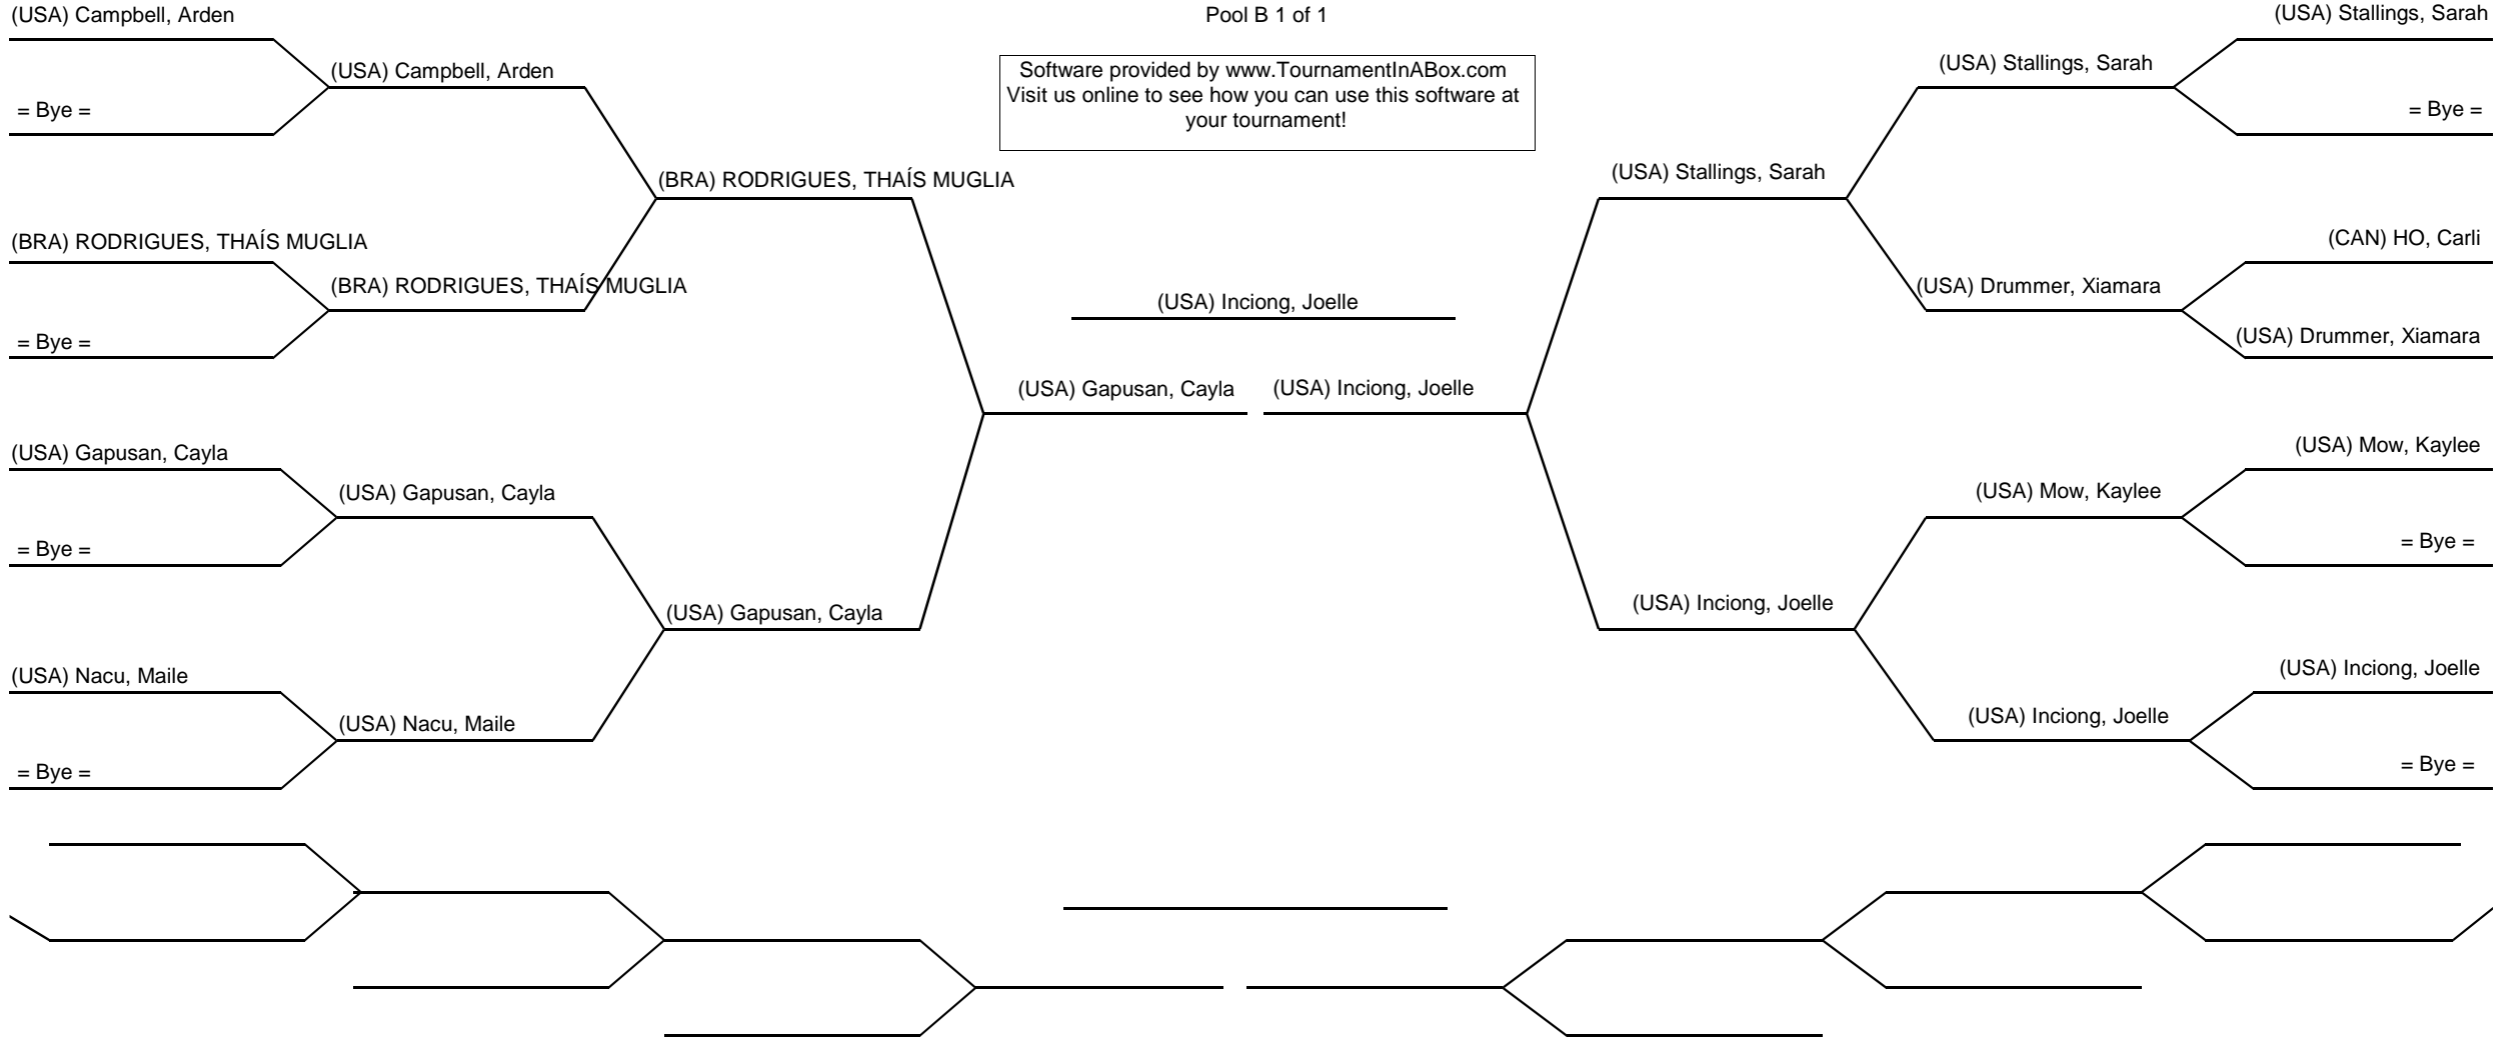 (USA) Campbell, Arden
Pool B 1 of 1
(USA) Stallings, Sarah
(USA) Campbell, Arden
Software provided by www.TournamentInABox.com
Visit us online to see how you can use this software at
your tournament!
(USA) Stallings, Sarah
= Bye =
= Bye =
(BRA) RODRIGUES, THAÍS MUGLIA
(USA) Stallings, Sarah
(BRA) RODRIGUES, THAÍS MUGLIA
(CAN) HO, Carli
(BRA) RODRIGUES, THAÍS MUGLIA
(USA) Inciong, Joelle
(USA) Drummer, Xiamara
= Bye =
(USA) Drummer, Xiamara
(USA) Gapusan, Cayla
(USA) Inciong, Joelle
(USA) Gapusan, Cayla
(USA) Mow, Kaylee
(USA) Gapusan, Cayla
(USA) Mow, Kaylee
= Bye =
= Bye =
(USA) Gapusan, Cayla
(USA) Inciong, Joelle
(USA) Nacu, Maile
(USA) Inciong, Joelle
(USA) Nacu, Maile
(USA) Inciong, Joelle
= Bye =
= Bye =